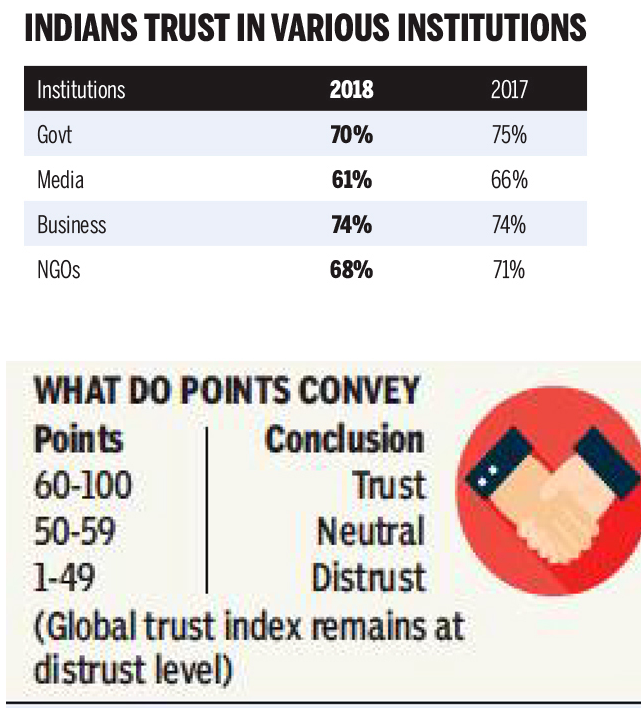 INDIANS TRUST IN VARIOUS INSTITUTIONS
Institutions 2018 2017
Govt 70% 75%
Media 61% 66%
Business 74% 74%
NGOs 68% 71%
WHAT DO POINTS CONVEY
Points Conclusion
60-100 Trust
50-59 Neutral
1-49 Distrust
(Global trust index remains at
distrust level)